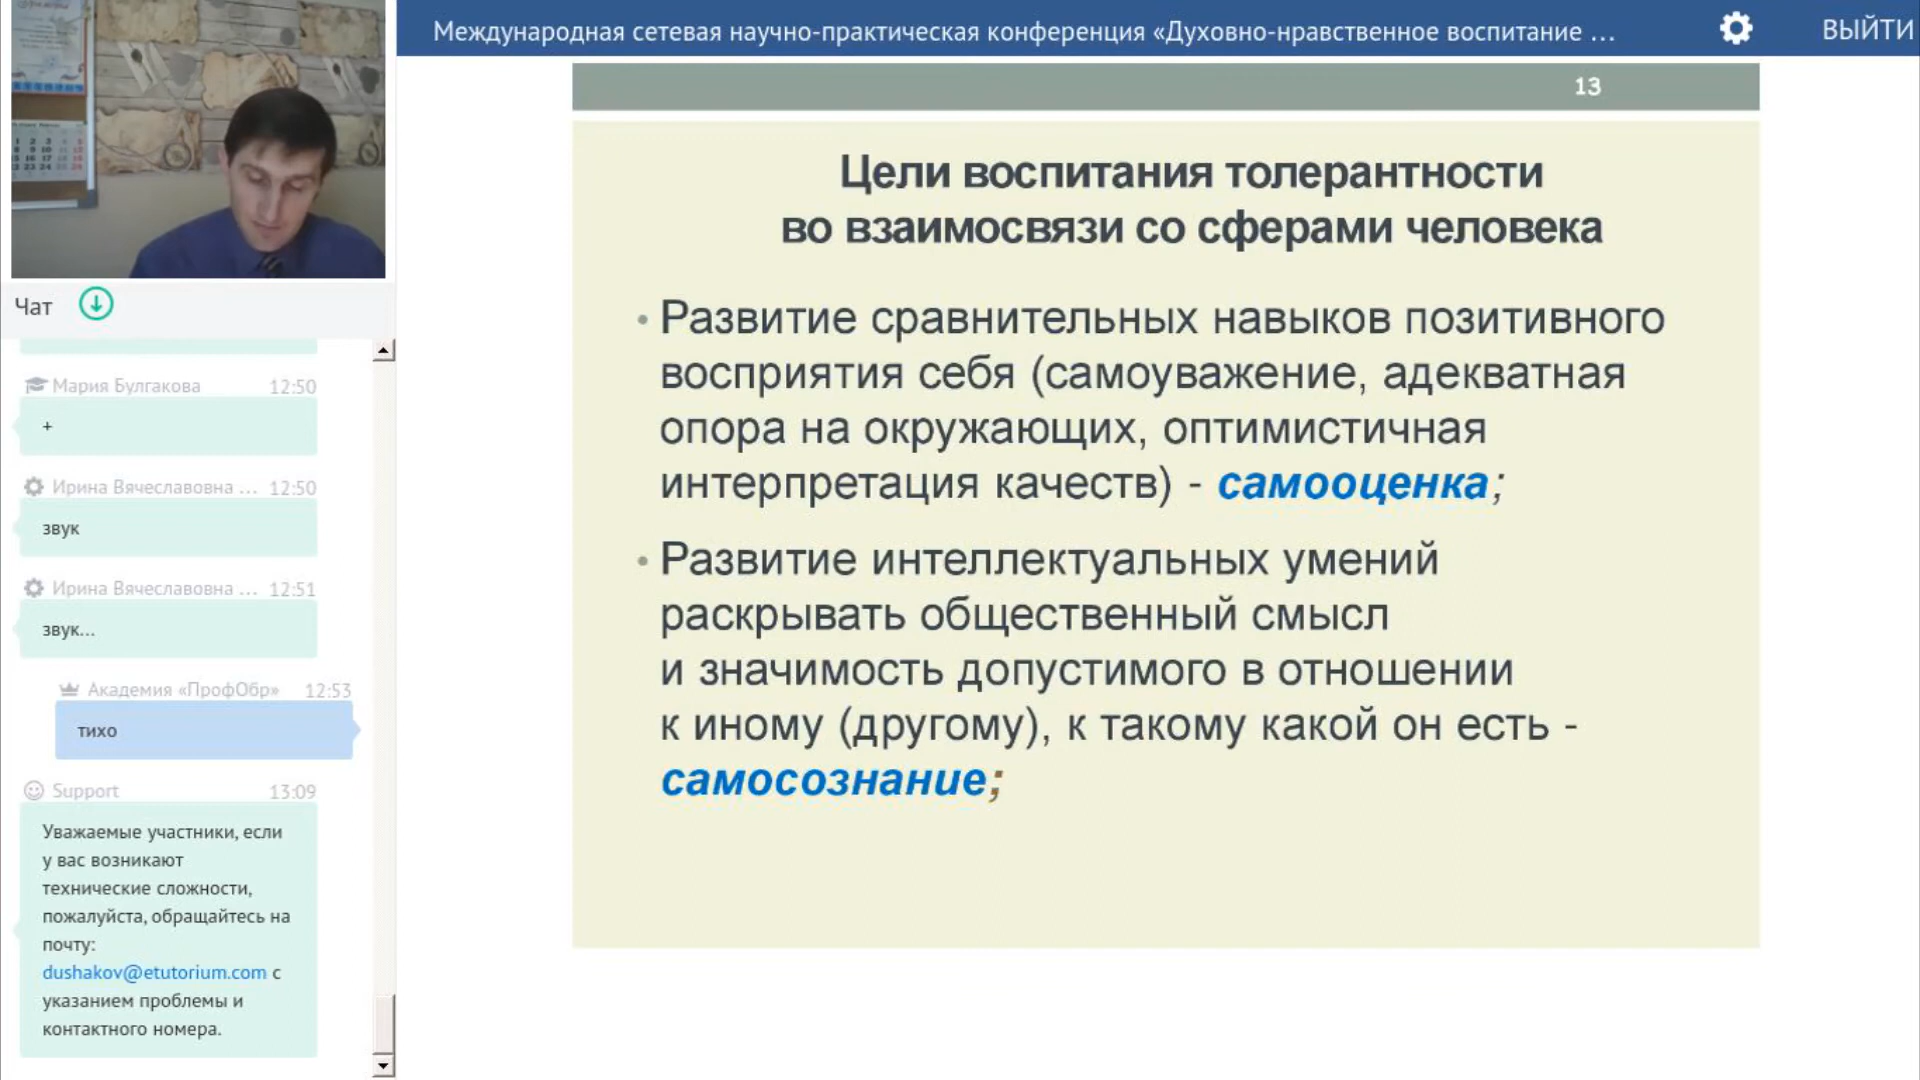 Международная сетевая научно-практическая конференция «Духовно-нравственное воспитание ...
ВЫЙТИ
Чат
Мария Булгакова 12:50
+
Ирина Вячеславовна ... 12:50
звук
Ирина Вячеславовна ... 12:51
звук...
Академия «ПрофОбр» 12:53
тихо
Support 13:09
Уважаемые участники, если
у вас возникают
технические сложности,
пожалуйста, обращайтесь на
почту:
dushakov@etutorium.com с
указанием проблемы и
контактного номера.
13
Цели воспитания толерантности
во взаимосвязи со сферами человека
• Развитие сравнительных навыков позитивного
восприятия себя (самоуважение, адекватная
опора на окружающих, оптимистичная
интерпретация качеств) - самооценка;
• Развитие интеллектуальных умений
раскрывать общественный смысл
и значимость допустимого в отношении
к иному (другому), к такому какой он есть -
самосознание;